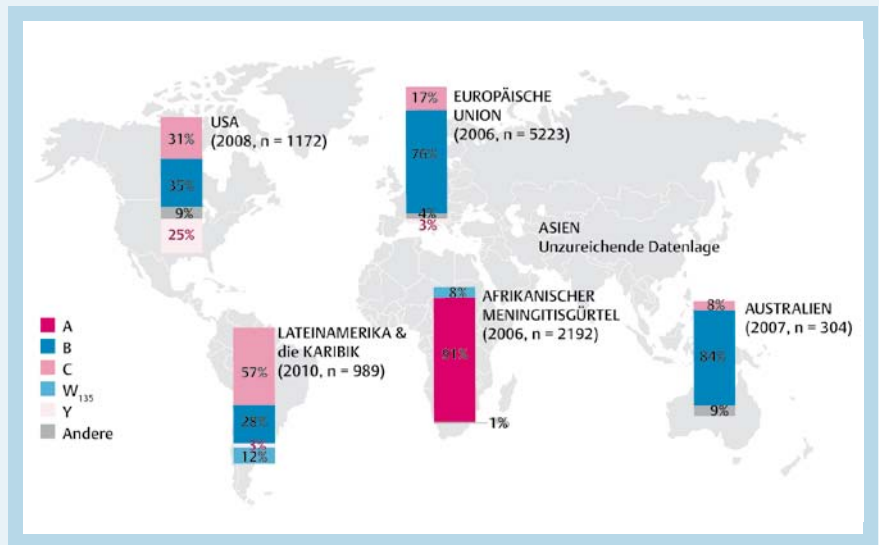 17%
EUROPÄISCHE
UNION
(2006, n = 5223)
76%
4%
3%
USA
(2008, n = 1172)
31%
35%
9%
25%
ASIEN
Unzureichende Datenlage
8%
AFRIKANISCHER
MENINGITISGÜRTEL
(2006, n = 2192)
91%
1%
8%
AUSTRALIEN
(2007, n = 304)
84%
9%
LATEINAMERIKA &
die KARIBIK
(2010, n = 989)
57%
28%
3%
12%
A
B
C
W135
Y
Andere